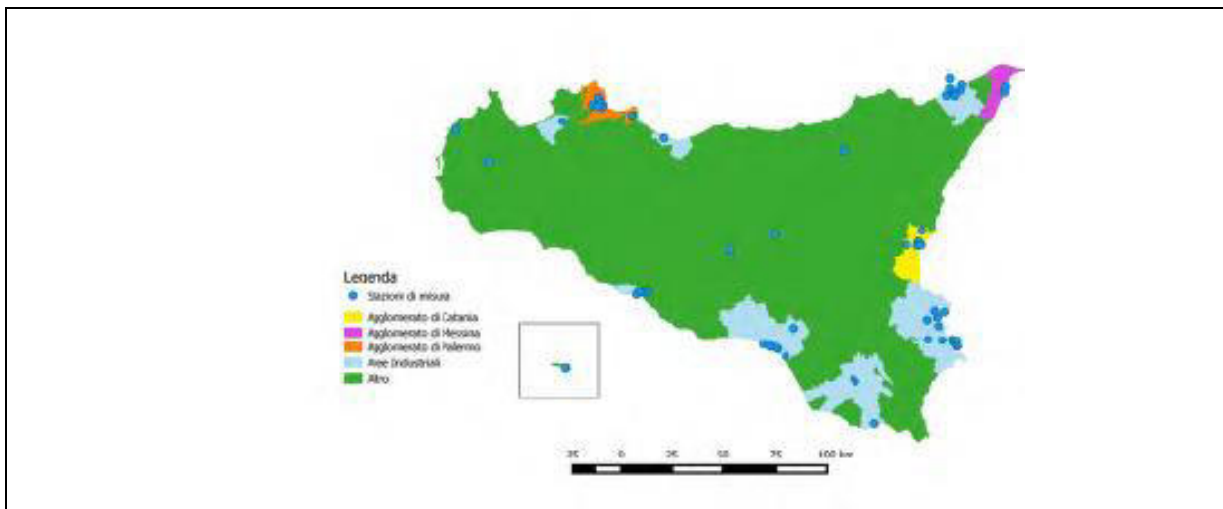 Legenda
Stazioni di misura
Agglomerato di Catania
Agglomerato di Messina
Agglomerato di Palermo
Aree Industriali
Altro
25 0 25 50 75 100 km